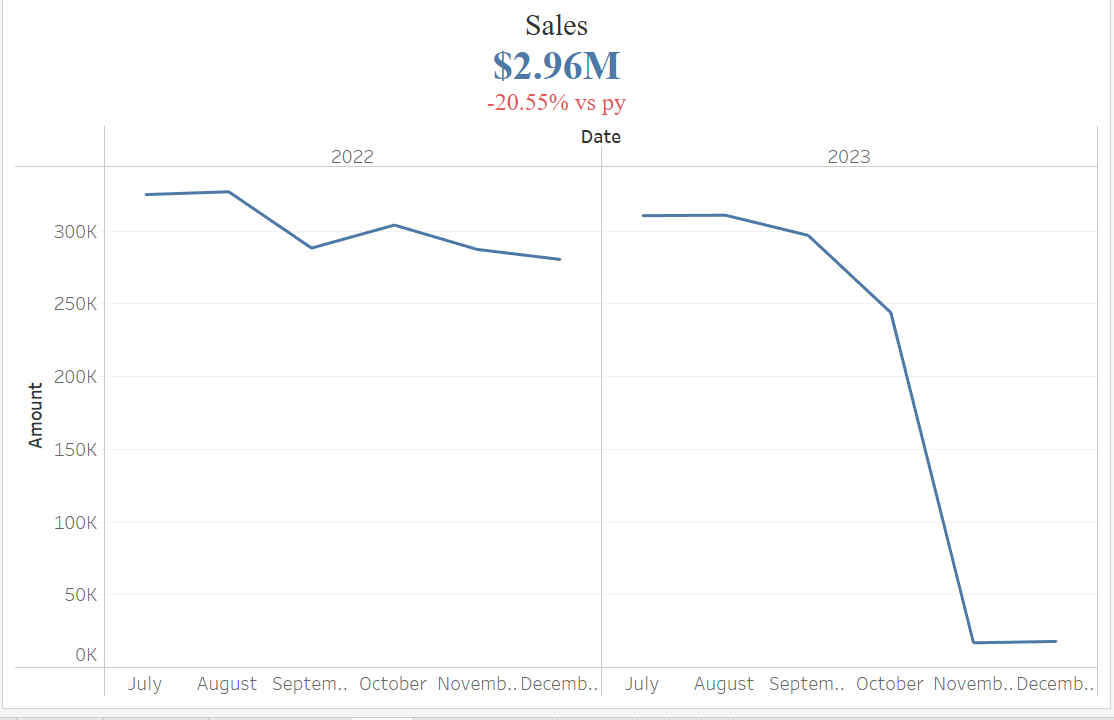 Sales
$2.96M
-20.55% vs py
Date
2022 2023
300K
250K
200K
150K
100K
50K
0K
Amount
July August Septem.. October Novemb.. Decemb.. July August Septem.. October Novemb.. Decemb..